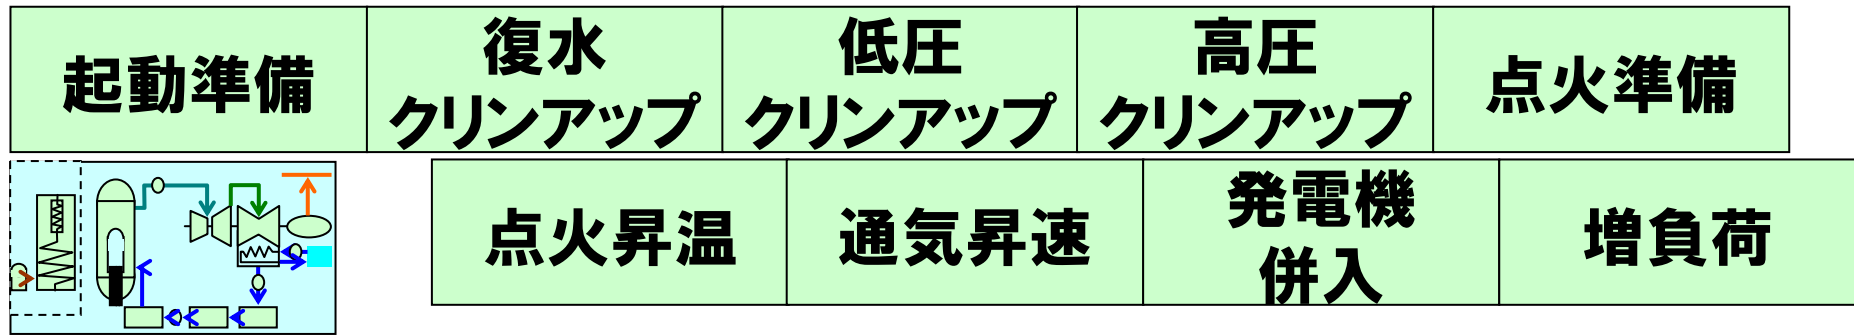 起動準備
復水
クリンアップ
低圧
クリンアップ
高圧
クリンアップ
点火準備
点火昇温
通気昇速
発電機
併入
増負荷